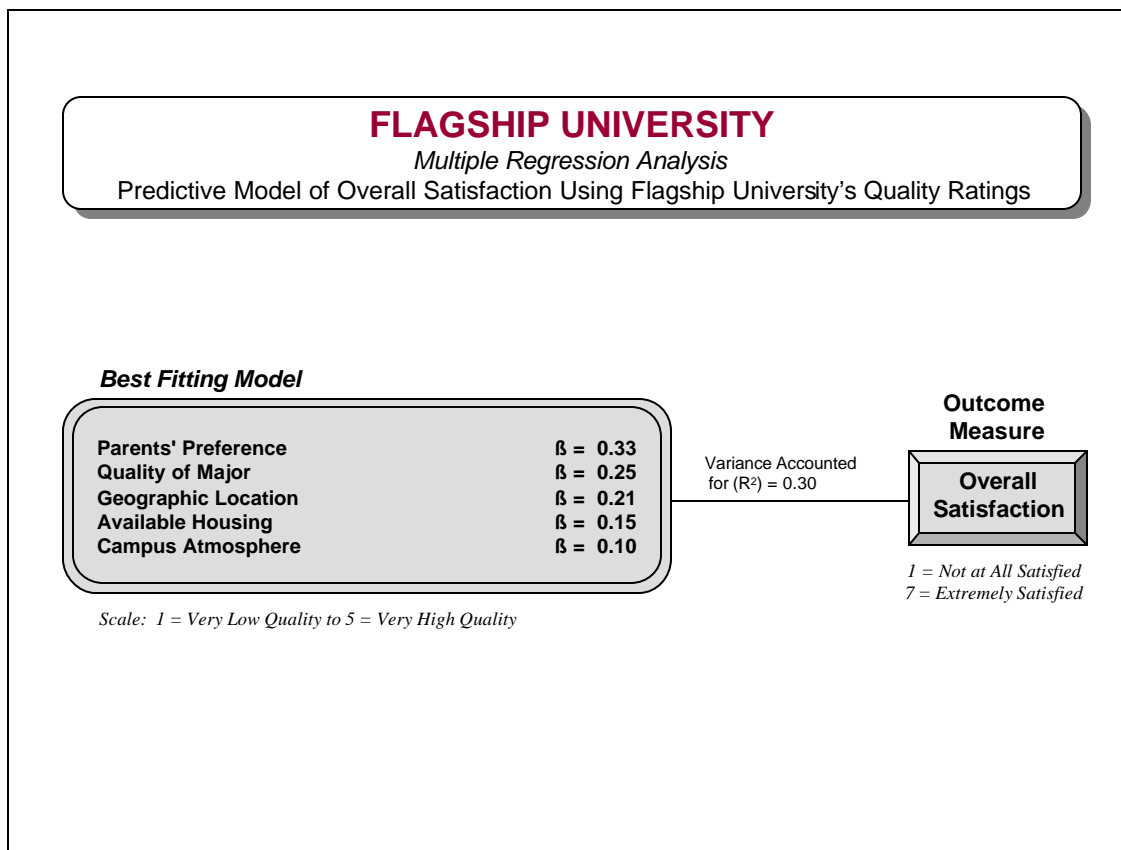 FLAGSHIP UNIVERSITY
Multiple Regression Analysis
Predictive Model of Overall Satisfaction Using Flagship University's Quality Ratings
Best Fitting Model
Parents' Preference ß = 0.33
Quality of Major ß = 0.25
Geographic Location ß = 0.21
Available Housing ß = 0.15
Campus Atmosphere ß = 0.10
Scale: 1 = Very Low Quality to 5 = Very High Quality
Variance Accounted
for (R²) = 0.30
Outcome
Measure
Overall
Satisfaction
1 = Not at All Satisfied
7 = Extremely Satisfied